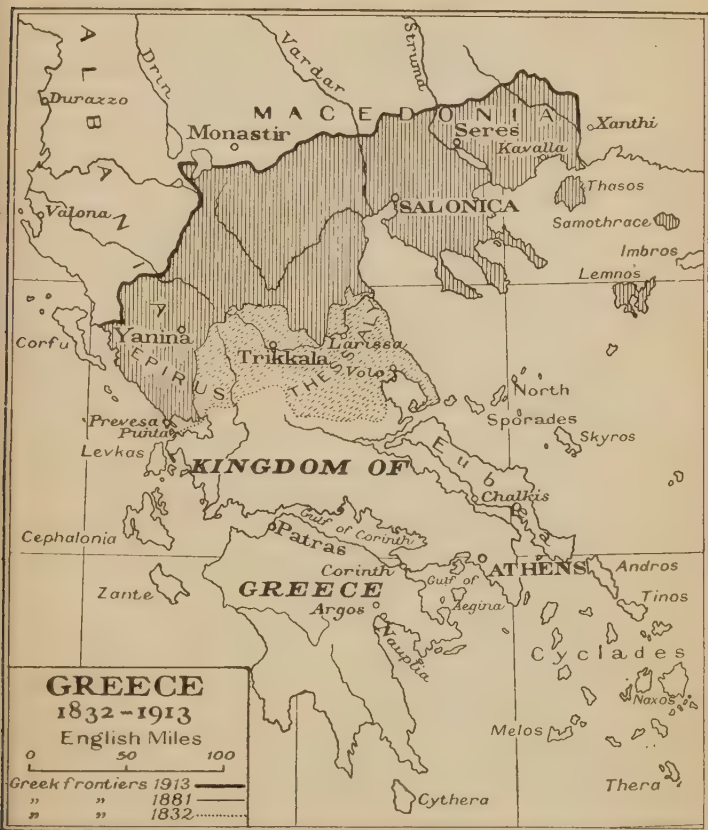 ALBANIA
Durazzo
Drin
Vardar
Struma
MACEDONIA
Monastir
Seres
Xanthi
Kavalla
Thasos
Valona
SALONICA
Samothrace
Imbros
Lemnos
Corfu
Yanina
EPIRUS
Trikkala
Larissa
THESSALY
Volo
North
Sporades
Skyros
Prevesa
Punta
Levkas
KINGDOM OF
Eub
Chalkis
Cephalonia
Gulf of Corinth
Patras
Corinth
ATHENS
Andros
Zante
GREECE
Gulf of
Aegina
Tinos
Argos
Nauplia
Cyclades
Naxos
Melos
Thera
Cythera
GREECE
1832-1913
English Miles
0 50 100
Greek frontiers 1913
„ „ 1881
„ „ 1832